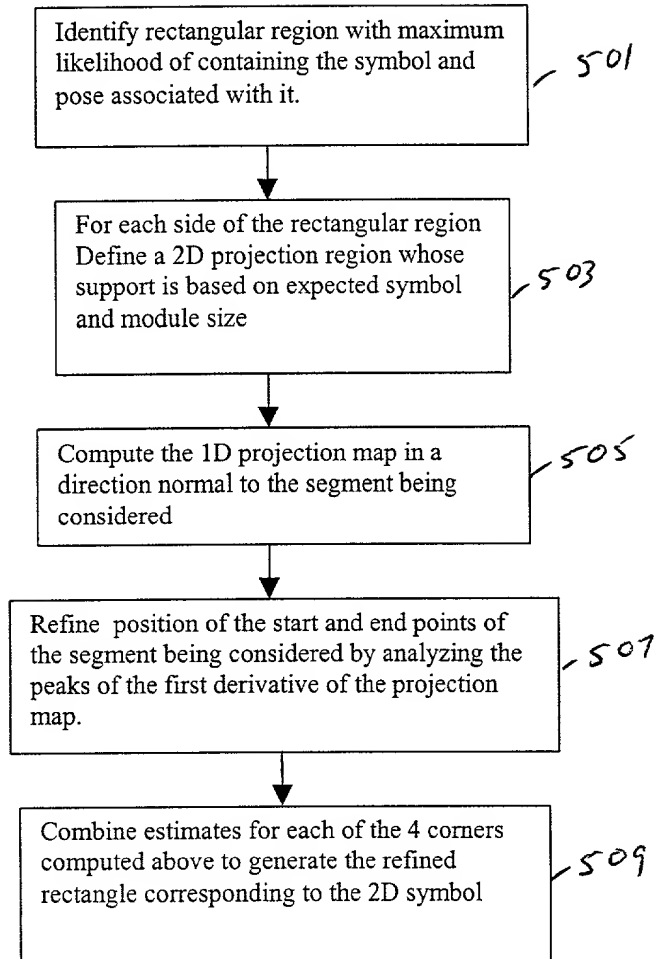 Identify rectangular region with maximum
likelihood of containing the symbol and
pose associated with it.
501
For each side of the rectangular region
Define a 2D projection region whose
support is based on expected symbol
and module size
503
Compute the 1D projection map in a
direction normal to the segment being
considered
505
Refine position of the start and end points of
the segment being considered by analyzing the
peaks of the first derivative of the projection
map.
507
Combine estimates for each of the 4 corners
computed above to generate the refined
rectangle corresponding to the 2D symbol
509